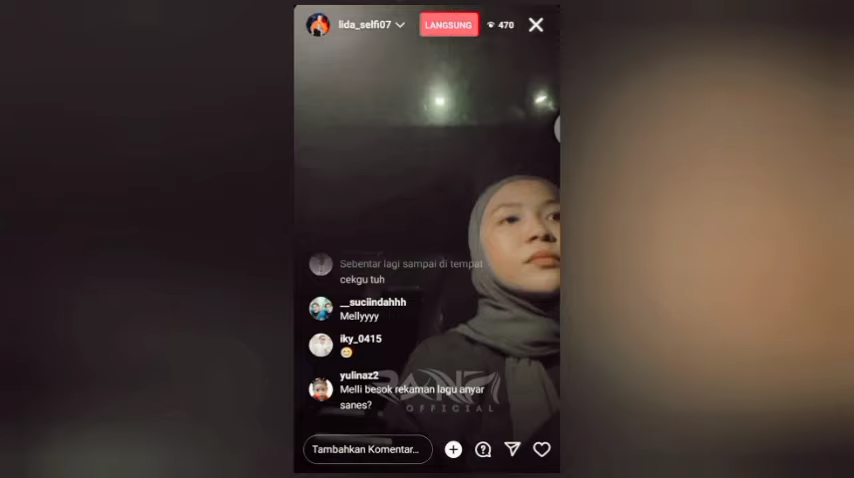 lida_selfi07
LANGSUNG
470
Sebentar lagi sampai di tempat
cekgu tuh
__suciindahhh
Mellyyyy
iky_0415
yulinaz2
Melli besok rekaman lagu anyar
sanes?
OFFICIAL
Tambahkan Komentar...